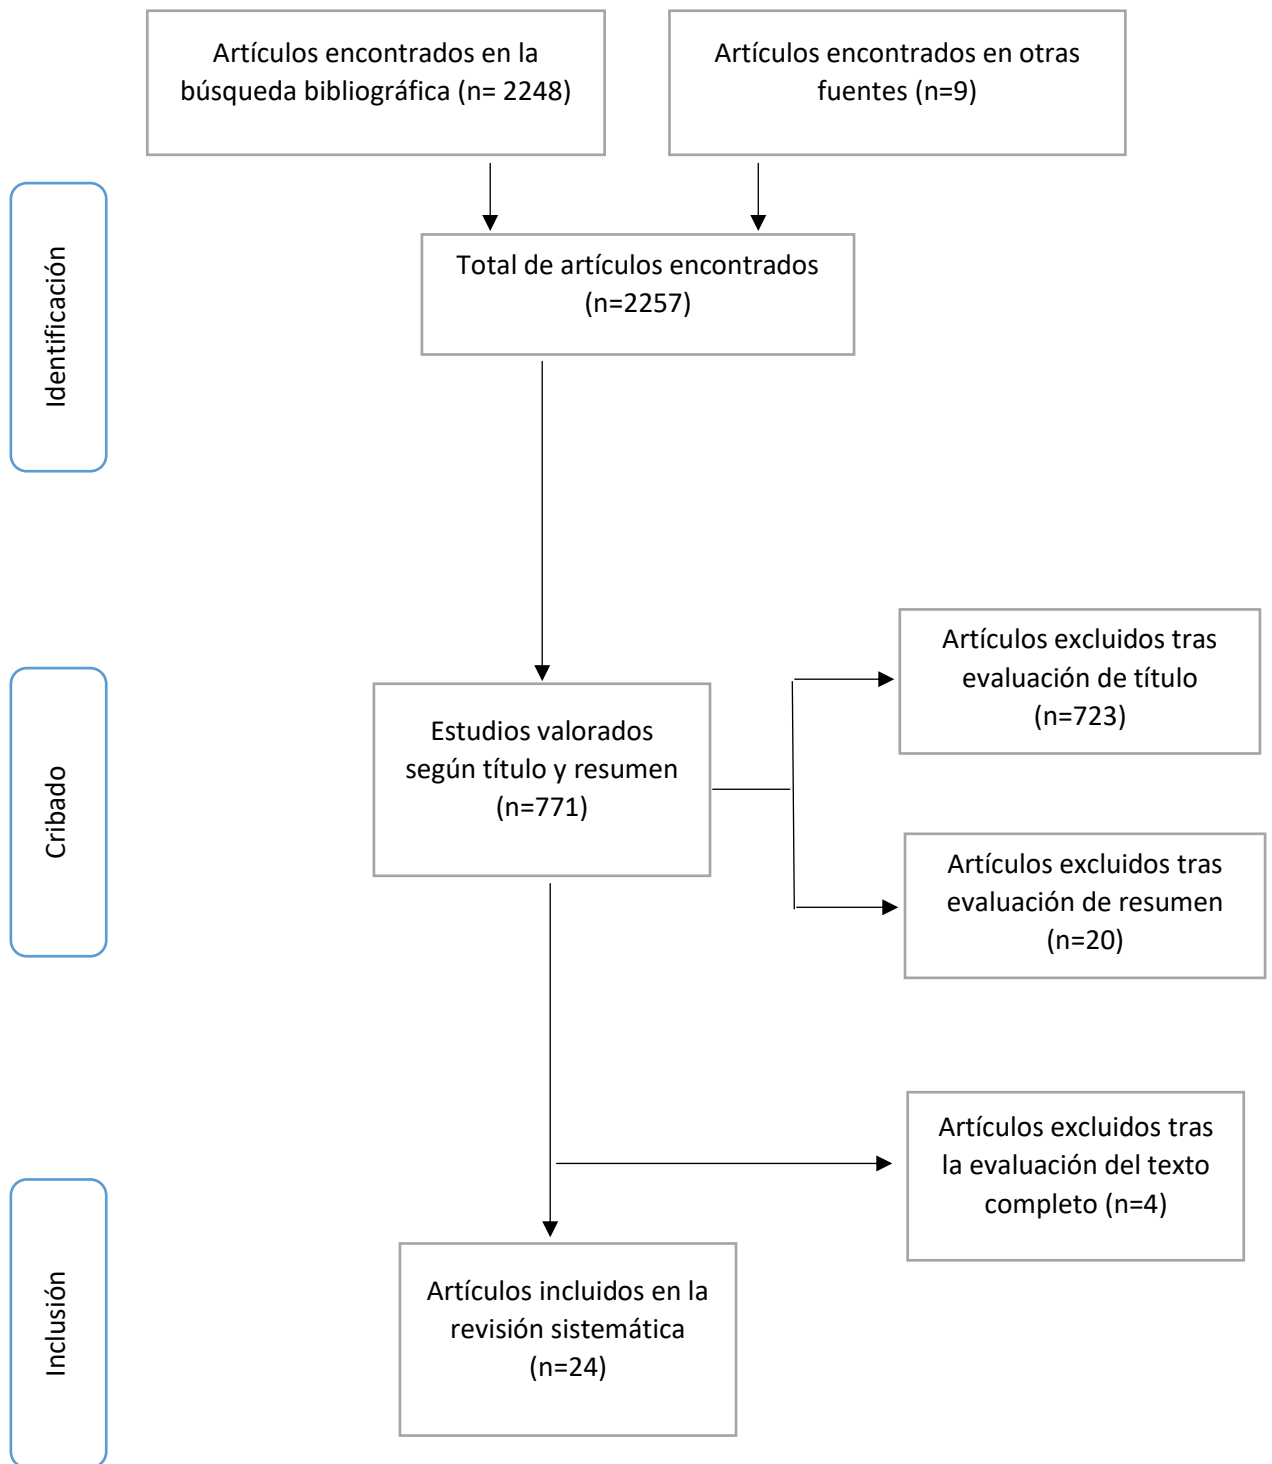 Artículos encontrados en la
búsqueda bibliográfica (n= 2248)
Artículos encontrados en otras
fuentes (n=9)
Identificación
Total de artículos encontrados
(n=2257)
Cribado
Estudios valorados
según título y resumen
(n=771)
Artículos excluidos tras
evaluación de título
(n=723)
Artículos excluidos tras
evaluación de resumen
(n=20)
Inclusión
Artículos excluidos tras
la evaluación del texto
completo (n=4)
Artículos incluidos en la
revisión sistemática
(n=24)